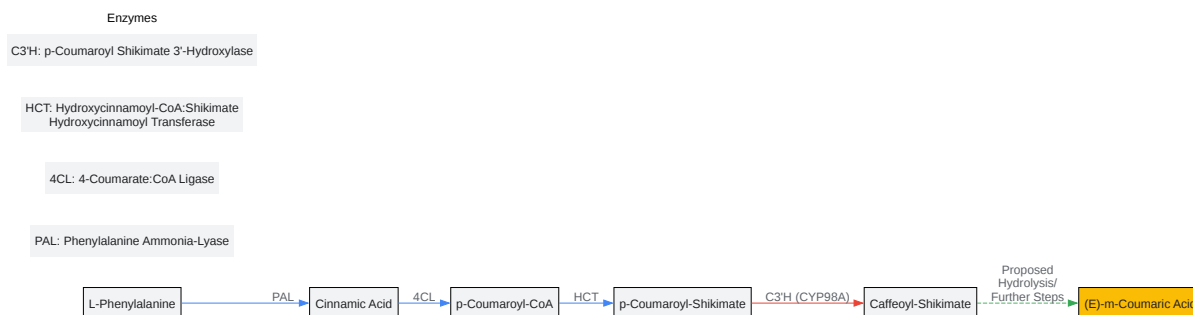 Enzymes
C3'H: p-Coumaroyl Shikimate 3'-Hydroxylase
HCT: Hydroxycinnamoyl-CoA:Shikimate
Hydroxycinnamoyl Transferase
4CL: 4-Coumarate:CoA Ligase
PAL: Phenylalanine Ammonia-Lyase
L-Phenylalanine
PAL
Cinnamic Acid
4CL
p-Coumaroyl-CoA
HCT
p-Coumaroyl-Shikimate
C3'H (CYP98A)
Caffeoyl-Shikimate
Proposed
Hydrolysis/
Further Steps
(E)-m-Coumaric Acid